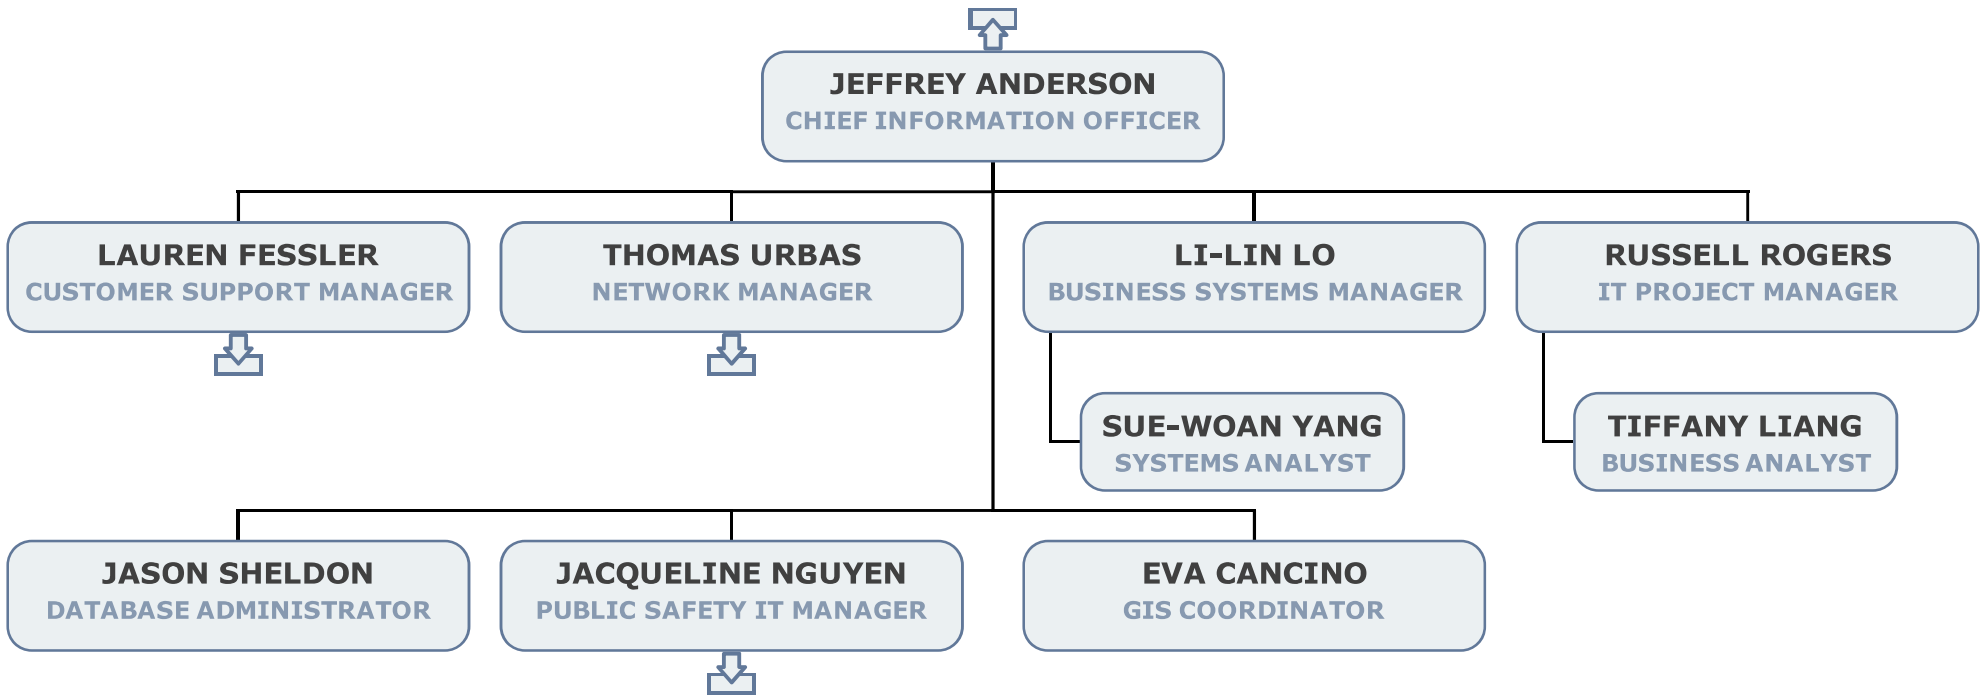 JEFFREY ANDERSON
CHIEF INFORMATION OFFICER
LAUREN FESSLER
CUSTOMER SUPPORT MANAGER
THOMAS URBAS
NETWORK MANAGER
LI-LIN LO
BUSINESS SYSTEMS MANAGER
RUSSELL ROGERS
IT PROJECT MANAGER
SUE-WOAN YANG
SYSTEMS ANALYST
TIFFANY LIANG
BUSINESS ANALYST
JASON SHELDON
DATABASE ADMINISTRATOR
JACQUELINE NGUYEN
PUBLIC SAFETY IT MANAGER
EVA CANCINO
GIS COORDINATOR